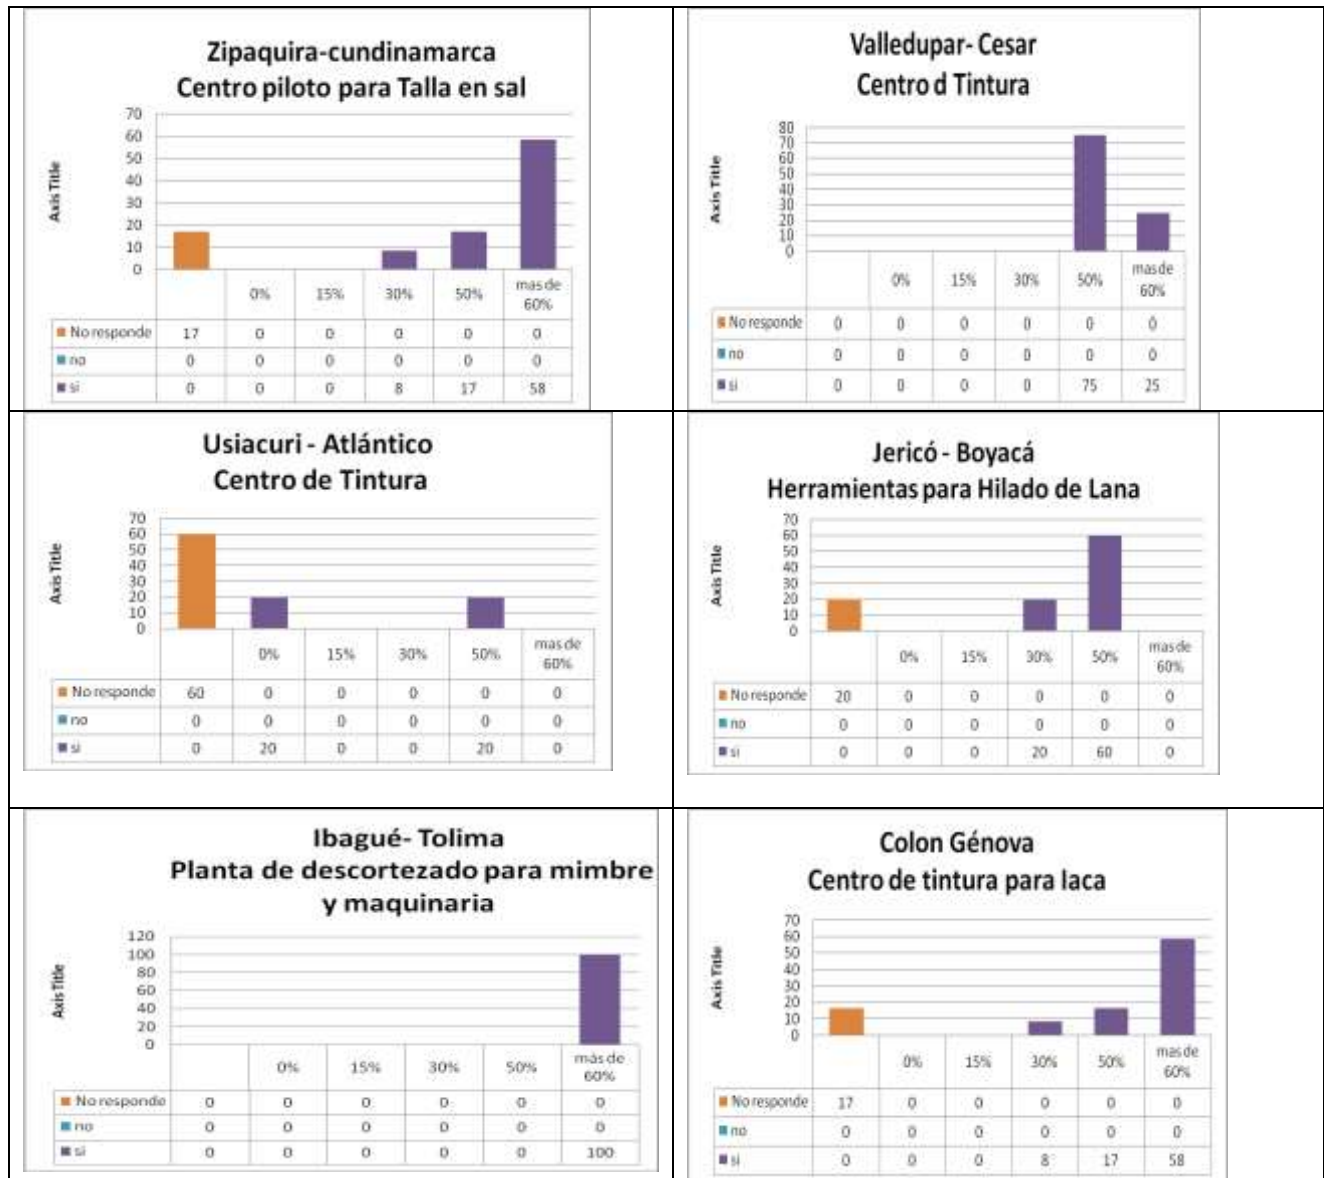 Zipaquira-cundinamarca
Centro piloto para Talla en sal
Axis Title
70
60
50
40
30
20
10
0
0% 15% 30% 50% mas de 60%
No responde 17 0 0 0 0 0
no 0 0 0 0 0 0
si 0 0 0 8 17 58
Valledupar- Cesar
Centro d Tintura
Axis Title
80
70
60
50
40
30
20
10
0
0% 15% 30% 50% mas de 60%
No responde 0 0 0 0 0 0
no 0 0 0 0 0 0
si 0 0 0 0 75 25
Usiacuri - Atlántico
Centro de Tintura
Axis Title
70
60
50
40
30
20
10
0
0% 15% 30% 50% mas de 60%
No responde 60 0 0 0 0 0
no 0 0 0 0 0 0
si 0 20 0 0 20 0
Jericó - Boyacá
Herramientas para Hilado de Lana
Axis Title
70
60
50
40
30
20
10
0
0% 15% 30% 50% mas de 60%
No responde 20 0 0 0 0 0
no 0 0 0 0 0 0
si 0 0 0 20 60 0
Ibagué- Tolima
Planta de descortezado para mimbre
y maquinaria
Axis Title
120
100
80
60
40
20
0
0% 15% 30% 50% más de 60%
No responde 0 0 0 0 0 0
no 0 0 0 0 0 0
si 0 0 0 0 0 100
Colon Génova
Centro de tintura para laca
Axis Title
70
60
50
40
30
20
10
0
0% 15% 30% 50% mas de 60%
No responde 17 0 0 0 0 0
no 0 0 0 0 0 0
si 0 0 0 8 17 58